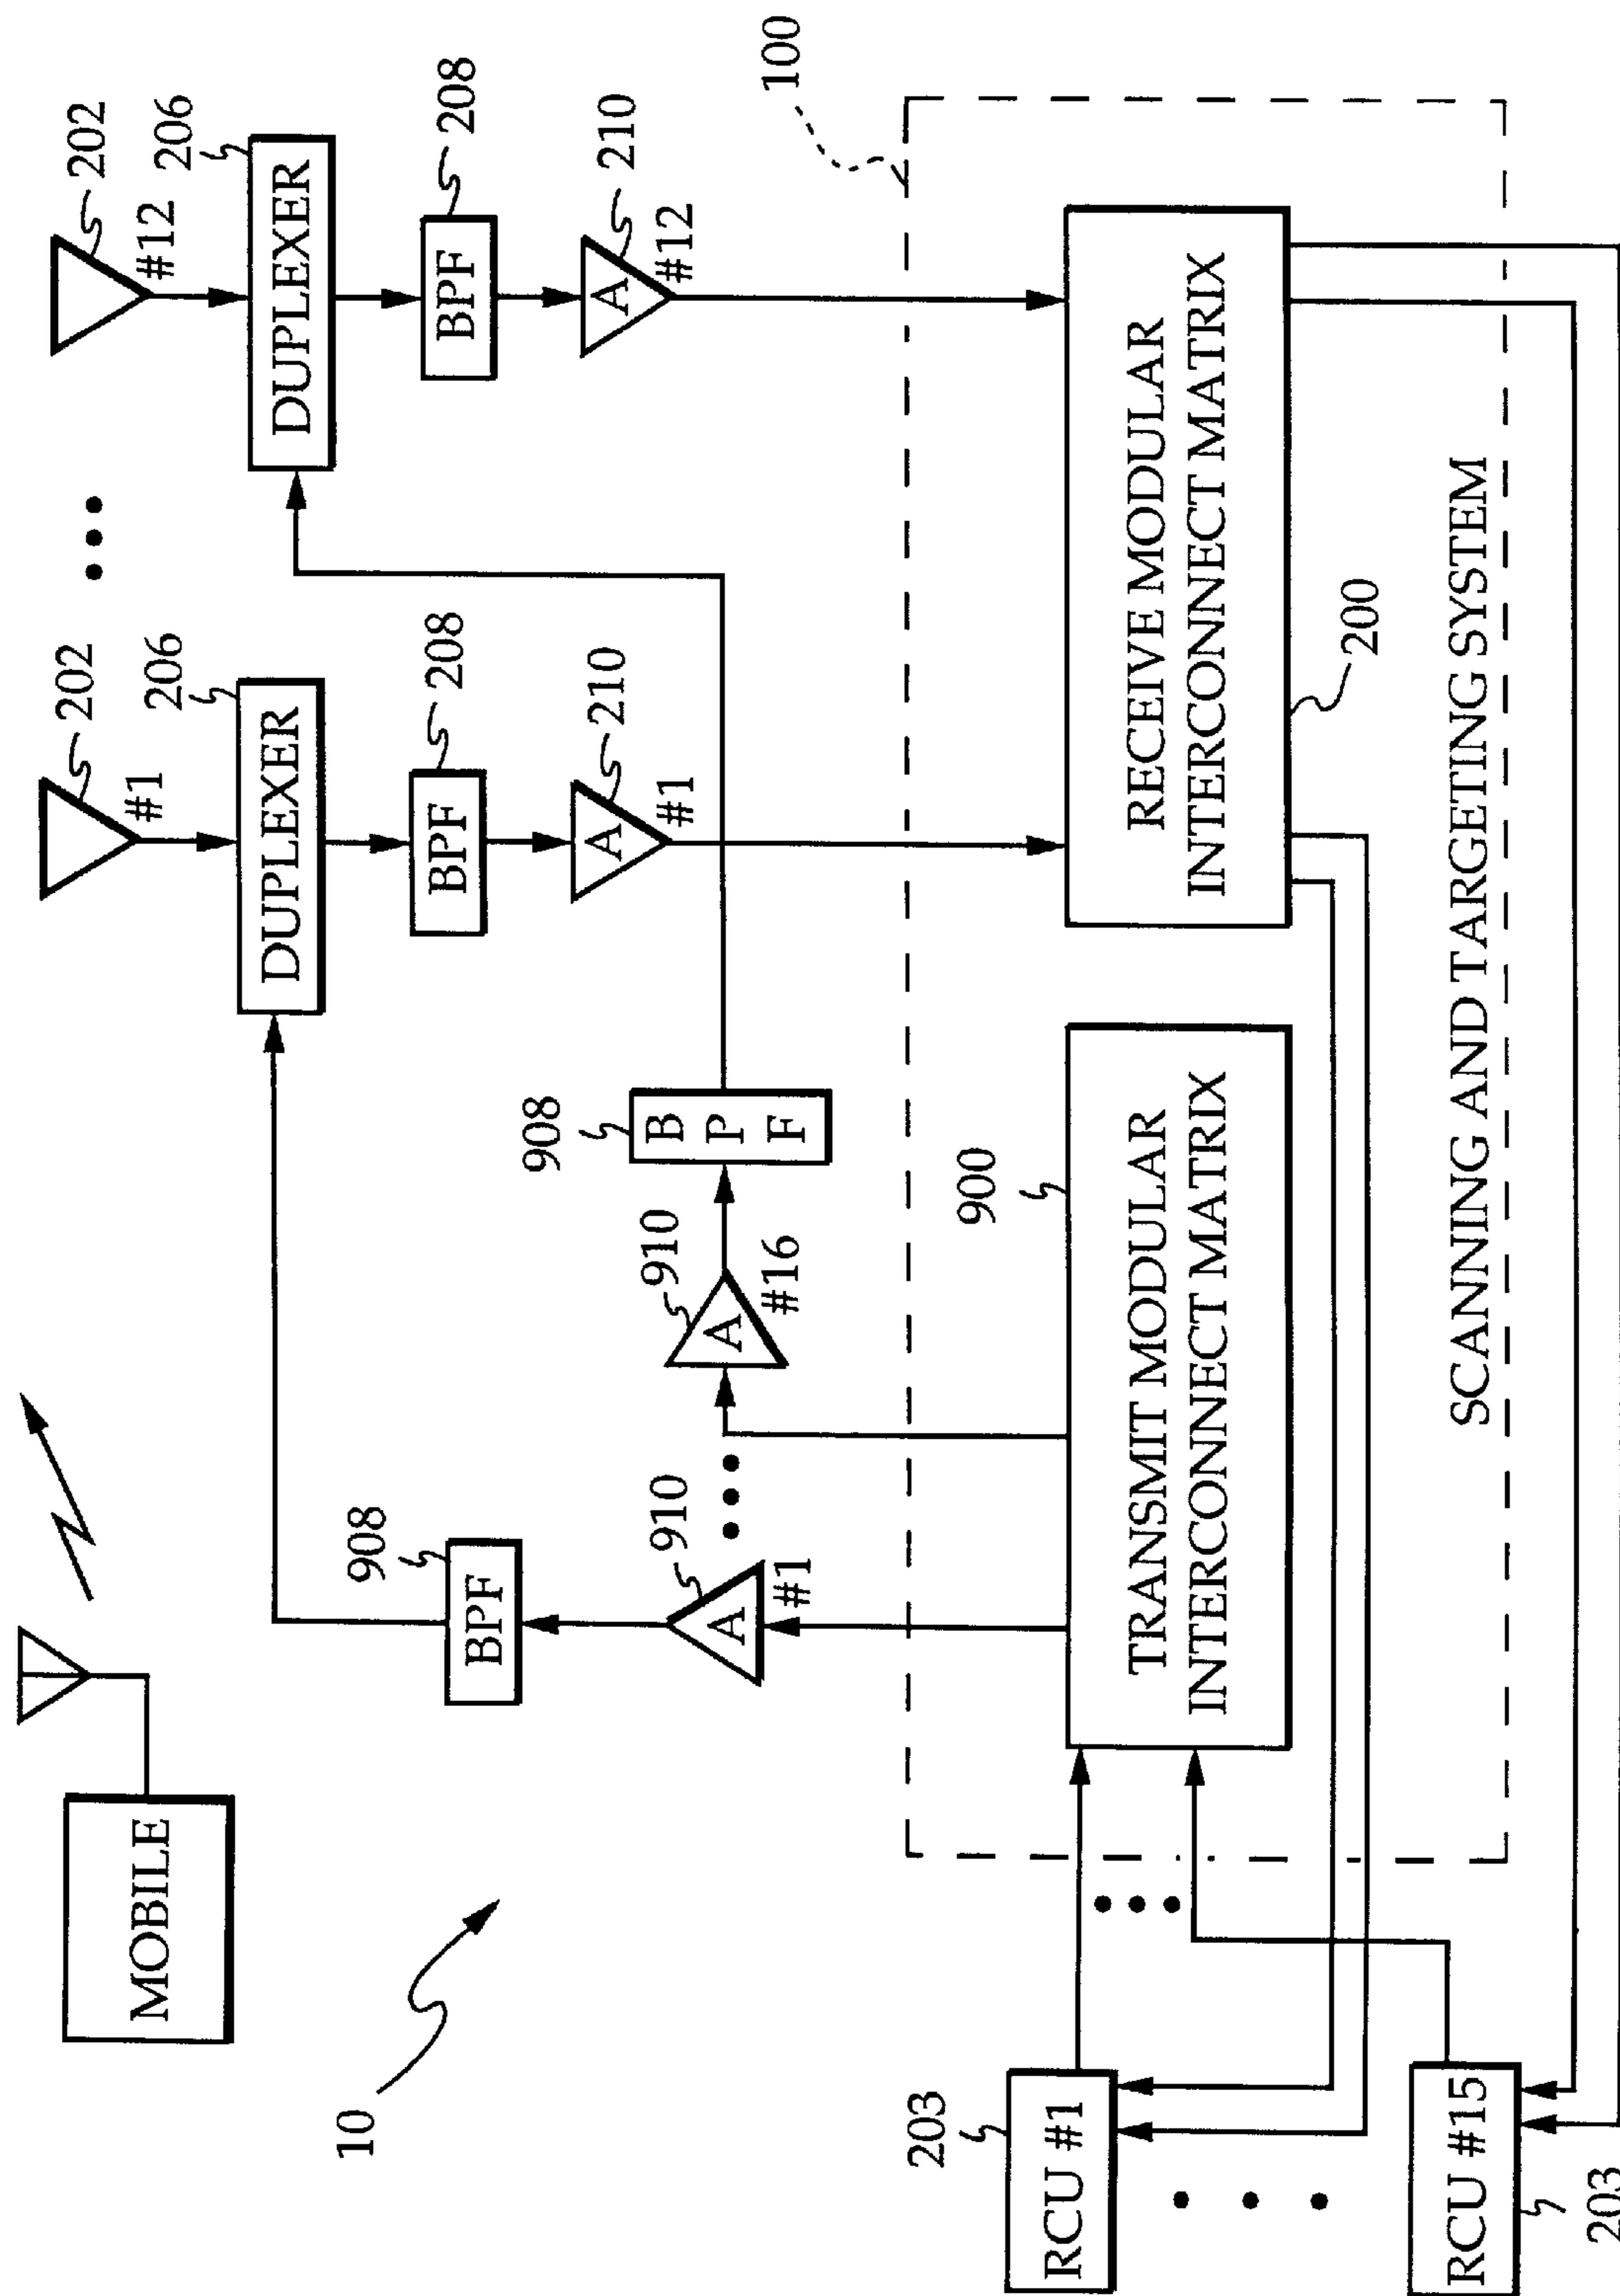 MOBILE
10
202
#1
206
DUPLEXER
208
BPF
210
A
#1
202
#12
206
DUPLEXER
208
BPF
210
A
#12
908
BPF
910
A
#1
910
A
#16
908
B
P
F
100
900
TRANSMIT MODULAR
INTERCONNECT MATRIX
RECEIVE MODULAR
INTERCONNECT MATRIX
200
SCANNING AND TARGETING SYSTEM
203
RCU #1
RCU #15
203